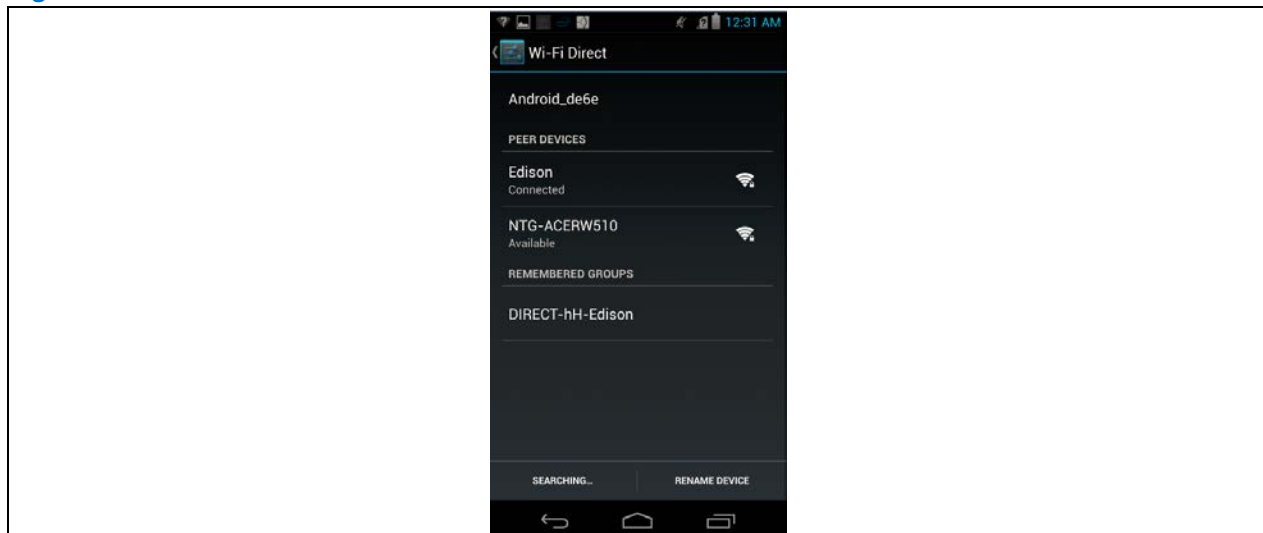 12:31 AM
Wi-Fi Direct
Android_de6e
PEER DEVICES
Edison
Connected
NTG-ACERW510
Available
REMEMBERED GROUPS
DIRECT-hH-Edison
SEARCHING...
RENAME DEVICE